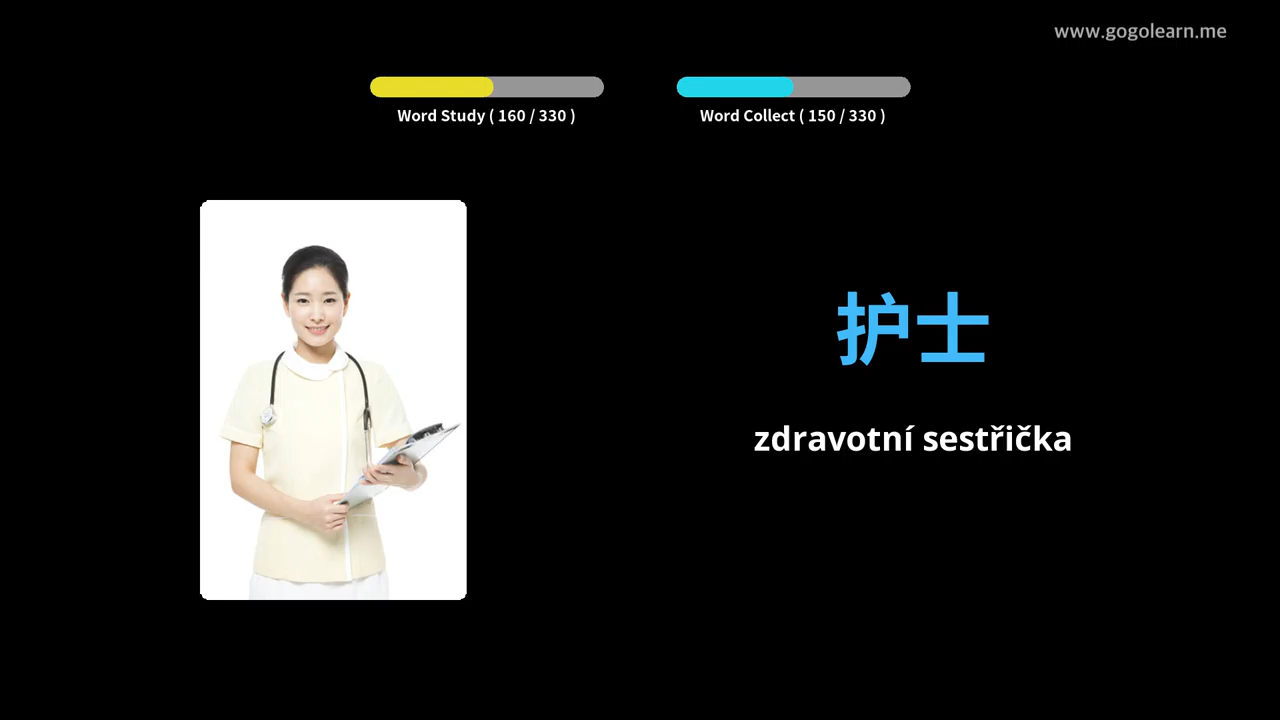 www.gogolearn.me
Word Study ( 160 / 330 )
Word Collect ( 150 / 330 )
护士
zdravotní sestřička